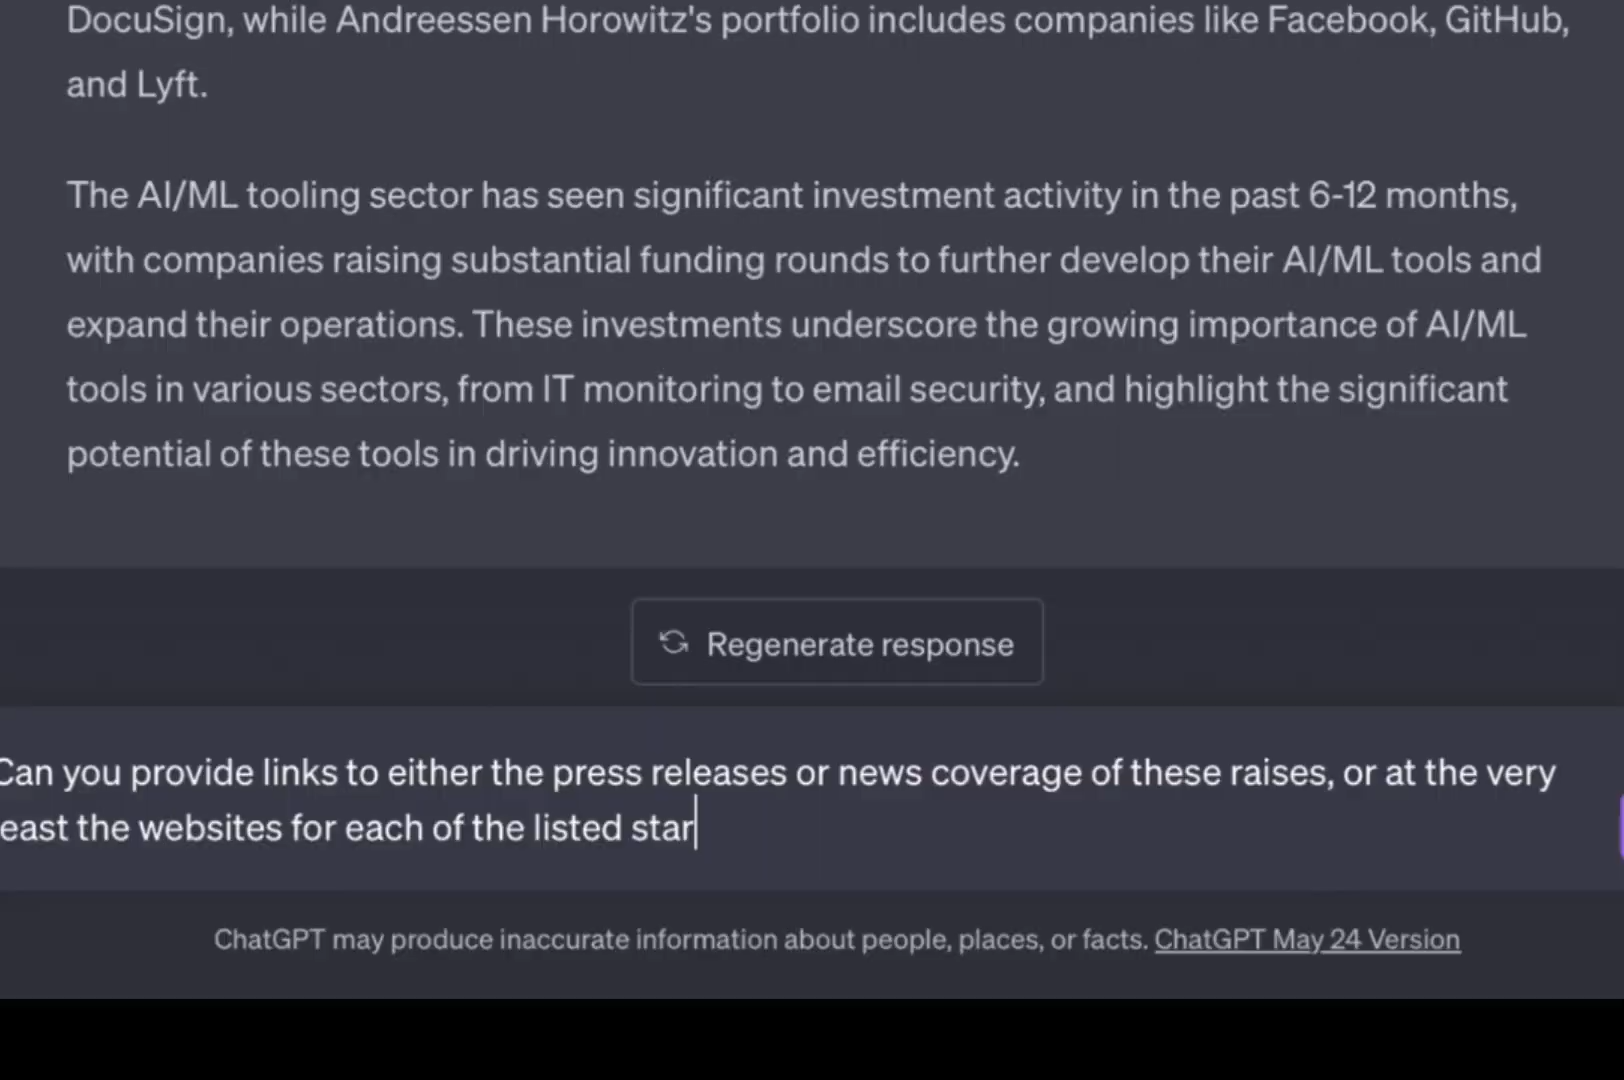 DocuSign, while Andreessen Horowitz's portfolio includes companies like Facebook, GitHub,
and Lyft.
The AI/ML tooling sector has seen significant investment activity in the past 6-12 months,
with companies raising substantial funding rounds to further develop their AI/ML tools and
expand their operations. These investments underscore the growing importance of AI/ML
tools in various sectors, from IT monitoring to email security, and highlight the significant
potential of these tools in driving innovation and efficiency.
Regenerate response
Can you provide links to either the press releases or news coverage of these raises, or at the very
east the websites for each of the listed star
ChatGPT may produce inaccurate information about people, places, or facts. ChatGPT May 24 Version